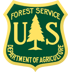 FOREST SERVICE
U S
DEPARTMENT OF AGRICULTURE